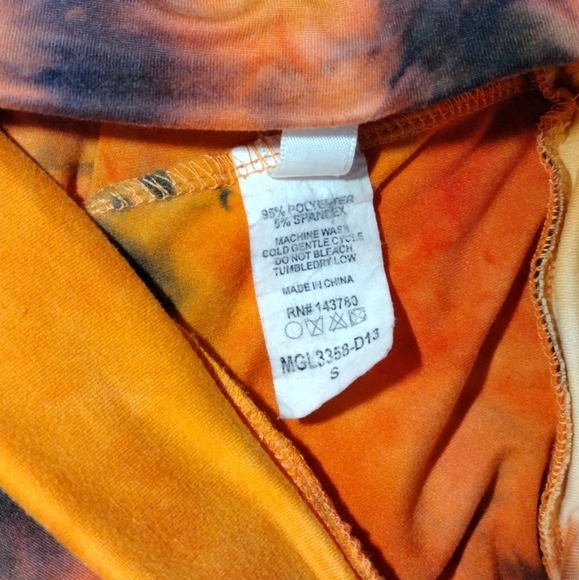 95% POLYESTER
5% SPANDEX
MACHINE WASH
COLD GENTLE CYCLE
DO NOT BLEACH
TUMBLEDRY LOW
MADE IN CHINA
RN# 143780
MGL3358-D13
S